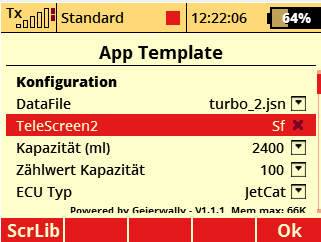 Tx Standard 12:22:06 64%
App Template
Konfiguration
DataFile turbo_2.jsn
TeleScreen2 Sf
Kapazität (ml) 2400
Zählwert Kapazität 100
ECU Typ JetCat
Powered by Geierwally - V1.1.1 Mem max: 66K
ScrLib Ok